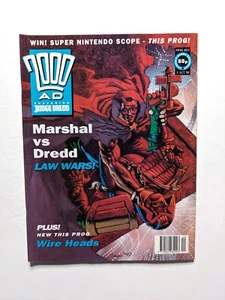 WIN! SUPER NINTENDO SCOPE - THIS PROG!
2000
AD
FEATURING
JUDGE DREDD
Marshal
vs
Dredd
LAW WARS!
PLUS!
NEW THIS PROG
Wire Heads